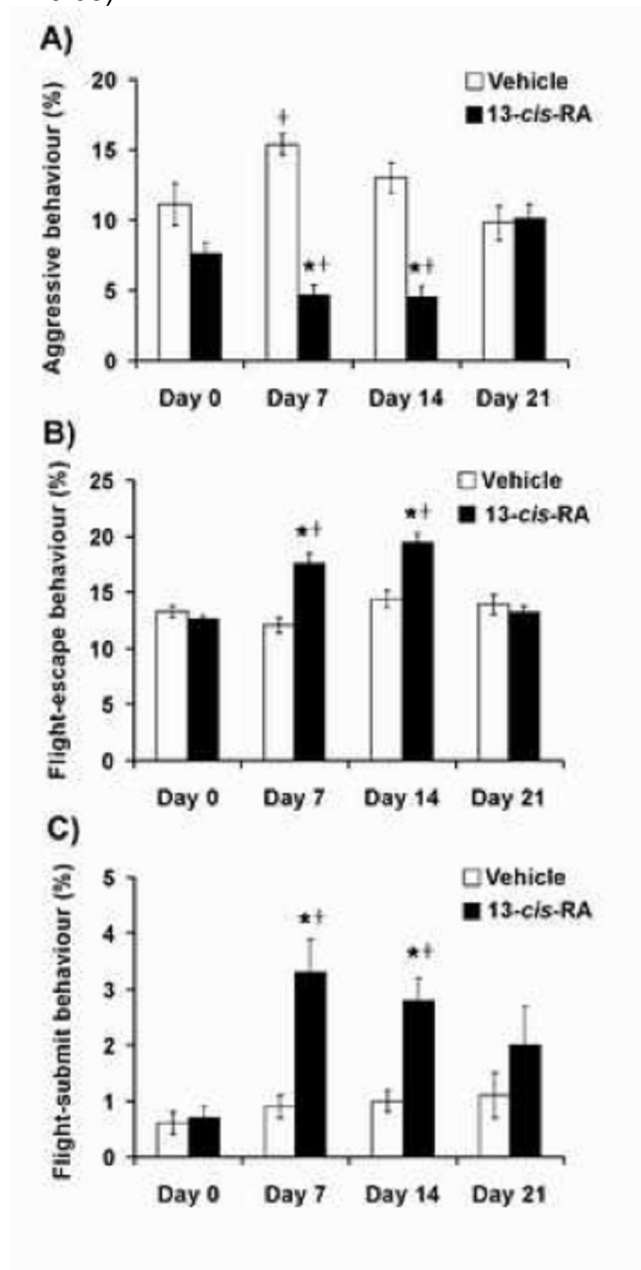 A)
Aggressive behaviour (%)
20
15
10
5
0
Vehicle
13-cis-RA
‡
★‡
★‡
Day 0 Day 7 Day 14 Day 21
B)
Flight-escape behaviour (%)
25
20
15
10
5
0
Vehicle
13-cis-RA
★‡
★‡
Day 0 Day 7 Day 14 Day 21
C)
Flight-submit behaviour (%)
5
4
3
2
1
0
Vehicle
13-cis-RA
★‡
★‡
Day 0 Day 7 Day 14 Day 21